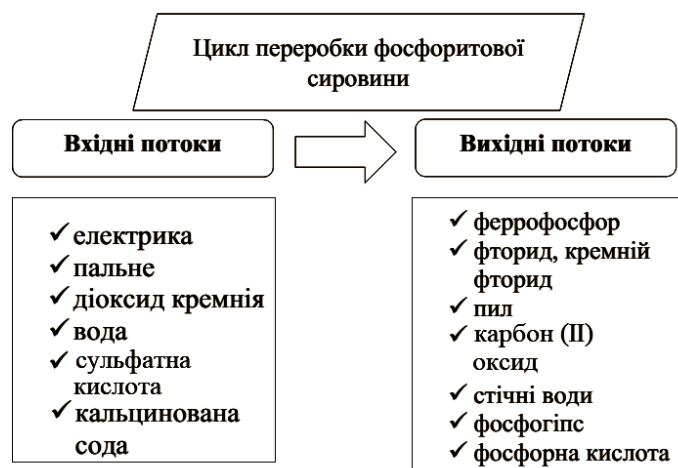 Цикл переробки фосфоритової
сировини
Вхідні потоки
Вихідні потоки
електрика
пальне
діоксид кремнія
вода
сульфатна
кислота
кальцинована
сода
феррофосфор
фторид, кремній
фторид
пил
карбон (II)
оксид
стічні води
фосфогіпс
фосфорна кислота